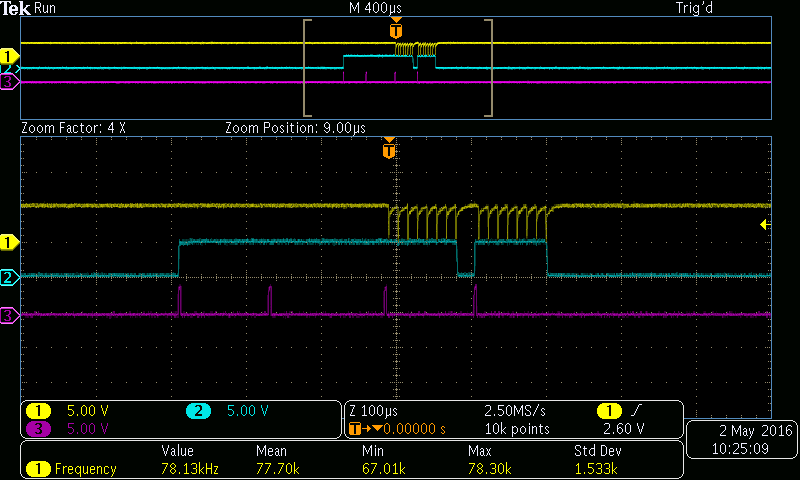 Tek Run M 400µs Trig'd
T
1
2
3
Zoom Factor: 4 X Zoom Position: 9.00µs
T
1
2
3
1 5.00 V 2 5.00 V
3 5.00 V
Z 100µs 2.50MS/s 1
T→▼0.00000 s 10k points 2.60 V
2 May 2016
10:25:09
Value Mean Min Max Std Dev
1 Frequency 78.13kHz 77.70k 67.01k 78.30k 1.533k